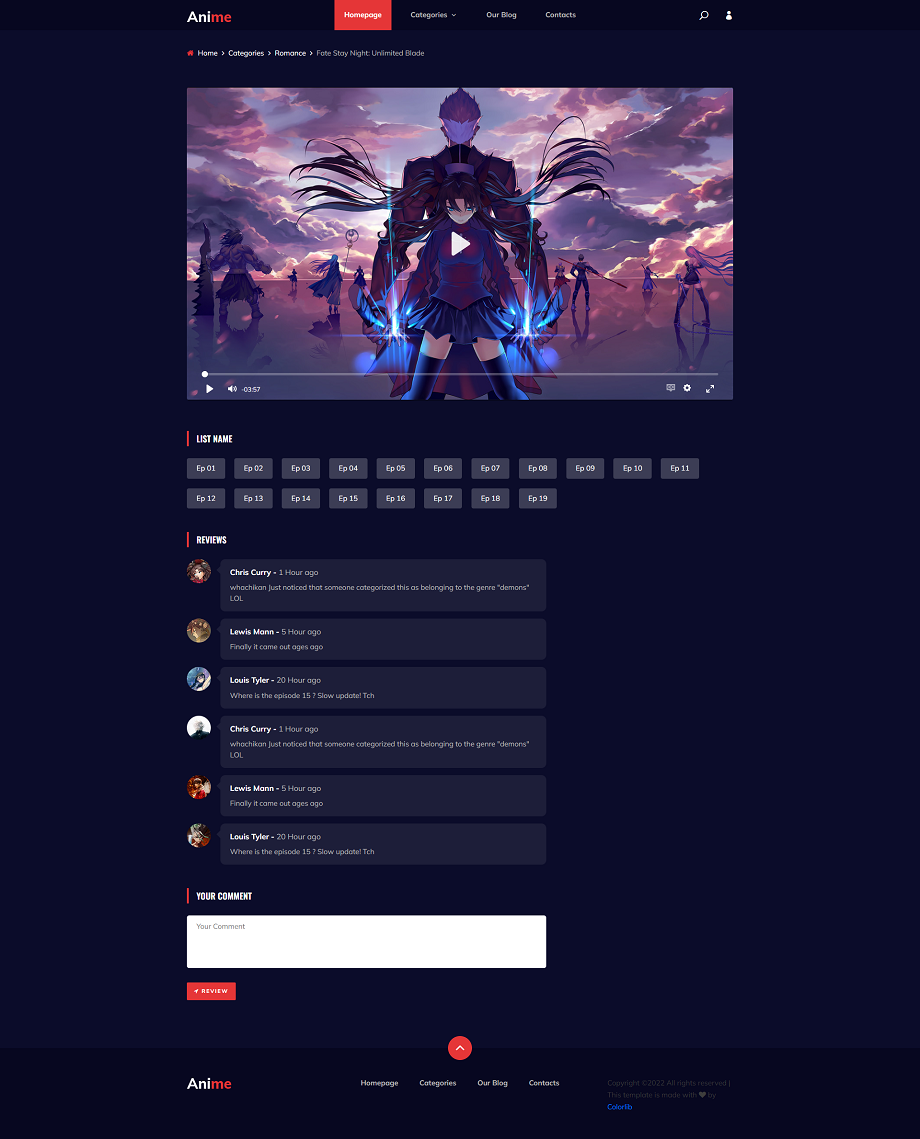 Anime
Homepage Categories Our Blog Contacts
Home Categories Romance Fate Stay Night: Unlimited Blade
-03:57
LIST NAME
Ep 01 Ep 02 Ep 03 Ep 04 Ep 05 Ep 06 Ep 07 Ep 08 Ep 09 Ep 10 Ep 11
Ep 12 Ep 13 Ep 14 Ep 15 Ep 16 Ep 17 Ep 18 Ep 19
REVIEWS
Chris Curry - 1 Hour ago
whachikan Just noticed that someone categorized this as belonging to the genre "demons"
LOL
Lewis Mann - 5 Hour ago
Finally it came out ages ago
Louis Tyler - 20 Hour ago
Where is the episode 15 ? Slow update! Tch
Chris Curry - 1 Hour ago
whachikan Just noticed that someone categorized this as belonging to the genre "demons"
LOL
Lewis Mann - 5 Hour ago
Finally it came out ages ago
Louis Tyler - 20 Hour ago
Where is the episode 15 ? Slow update! Tch
YOUR COMMENT
Your Comment
REVIEW
Anime
Homepage Categories Our Blog Contacts
Copyright ©2022 All rights reserved |
This template is made with ♥ by
Colorlib